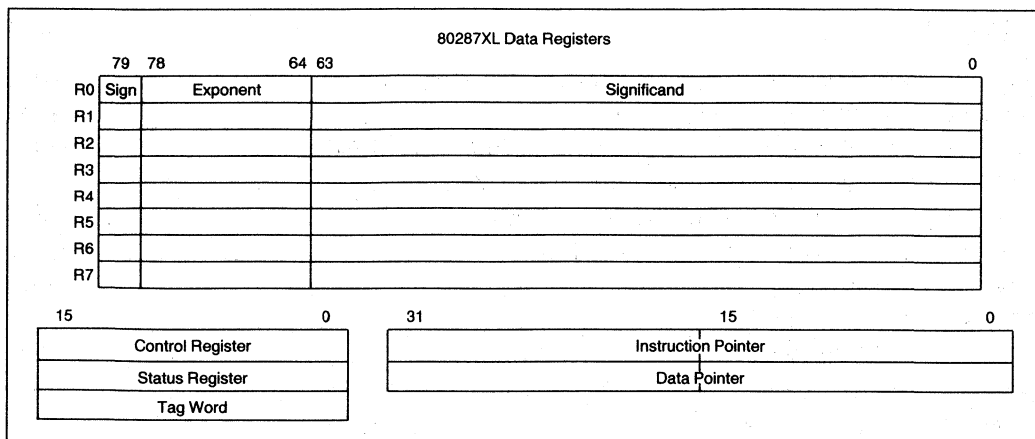 80287XL Data Registers
79 78 64 63 0
R0 Sign Exponent Significand
R1
R2
R3
R4
R5
R6
R7
15 0 31 15 0
Control Register Instruction Pointer
Status Register Data Pointer
Tag Word